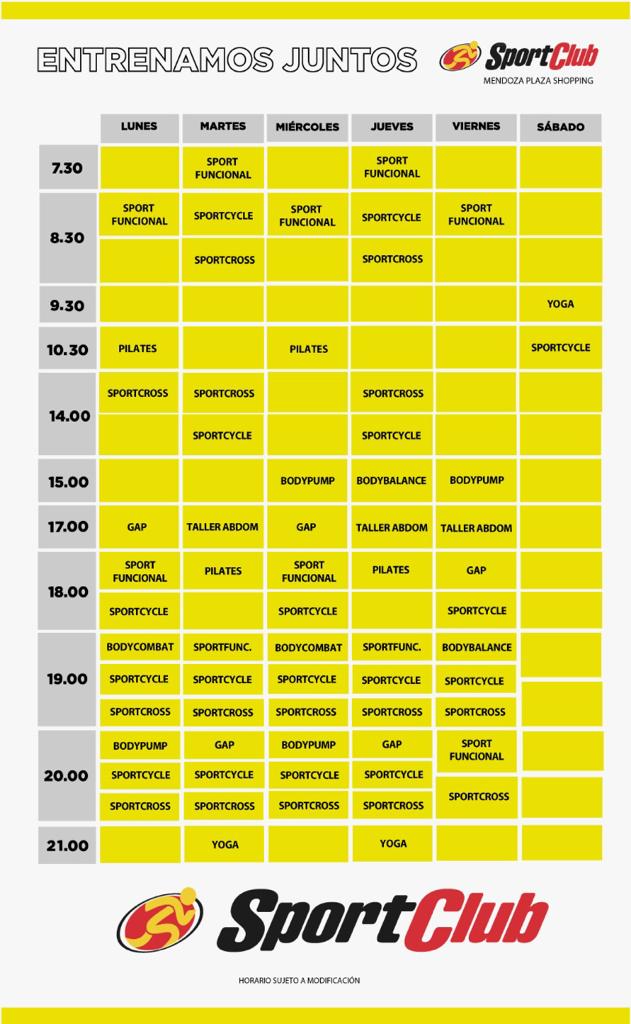 ENTRENAMOS JUNTOS SportClub
MENDOZA PLAZA SHOPPING
LUNES MARTES MIÉRCOLES JUEVES VIERNES SÁBADO
7.30 SPORT FUNCIONAL SPORT FUNCIONAL
8.30 SPORT FUNCIONAL SPORTCYCLE SPORT FUNCIONAL SPORTCYCLE SPORT FUNCIONAL
SPORTCROSS SPORTCROSS
9.30 YOGA
10.30 PILATES PILATES SPORTCYCLE
14.00 SPORTCROSS SPORTCROSS SPORTCROSS
SPORTCYCLE SPORTCYCLE
15.00 BODYPUMP BODYBALANCE BODYPUMP
17.00 GAP TALLER ABDOM GAP TALLER ABDOM TALLER ABDOM
18.00 SPORT FUNCIONAL PILATES SPORT FUNCIONAL PILATES GAP
SPORTCYCLE SPORTCYCLE SPORTCYCLE
19.00 BODYCOMBAT SPORTFUNC. BODYCOMBAT SPORTFUNC. BODYBALANCE
SPORTCYCLE SPORTCYCLE SPORTCYCLE SPORTCYCLE SPORTCYCLE
SPORTCROSS SPORTCROSS SPORTCROSS SPORTCROSS SPORTCROSS
20.00 BODYPUMP GAP BODYPUMP GAP SPORT FUNCIONAL
SPORTCYCLE SPORTCYCLE SPORTCYCLE SPORTCYCLE
SPORTCROSS SPORTCROSS SPORTCROSS SPORTCROSS SPORTCROSS
21.00 YOGA YOGA
SportClub
HORARIO SUJETO A MODIFICACIÓN